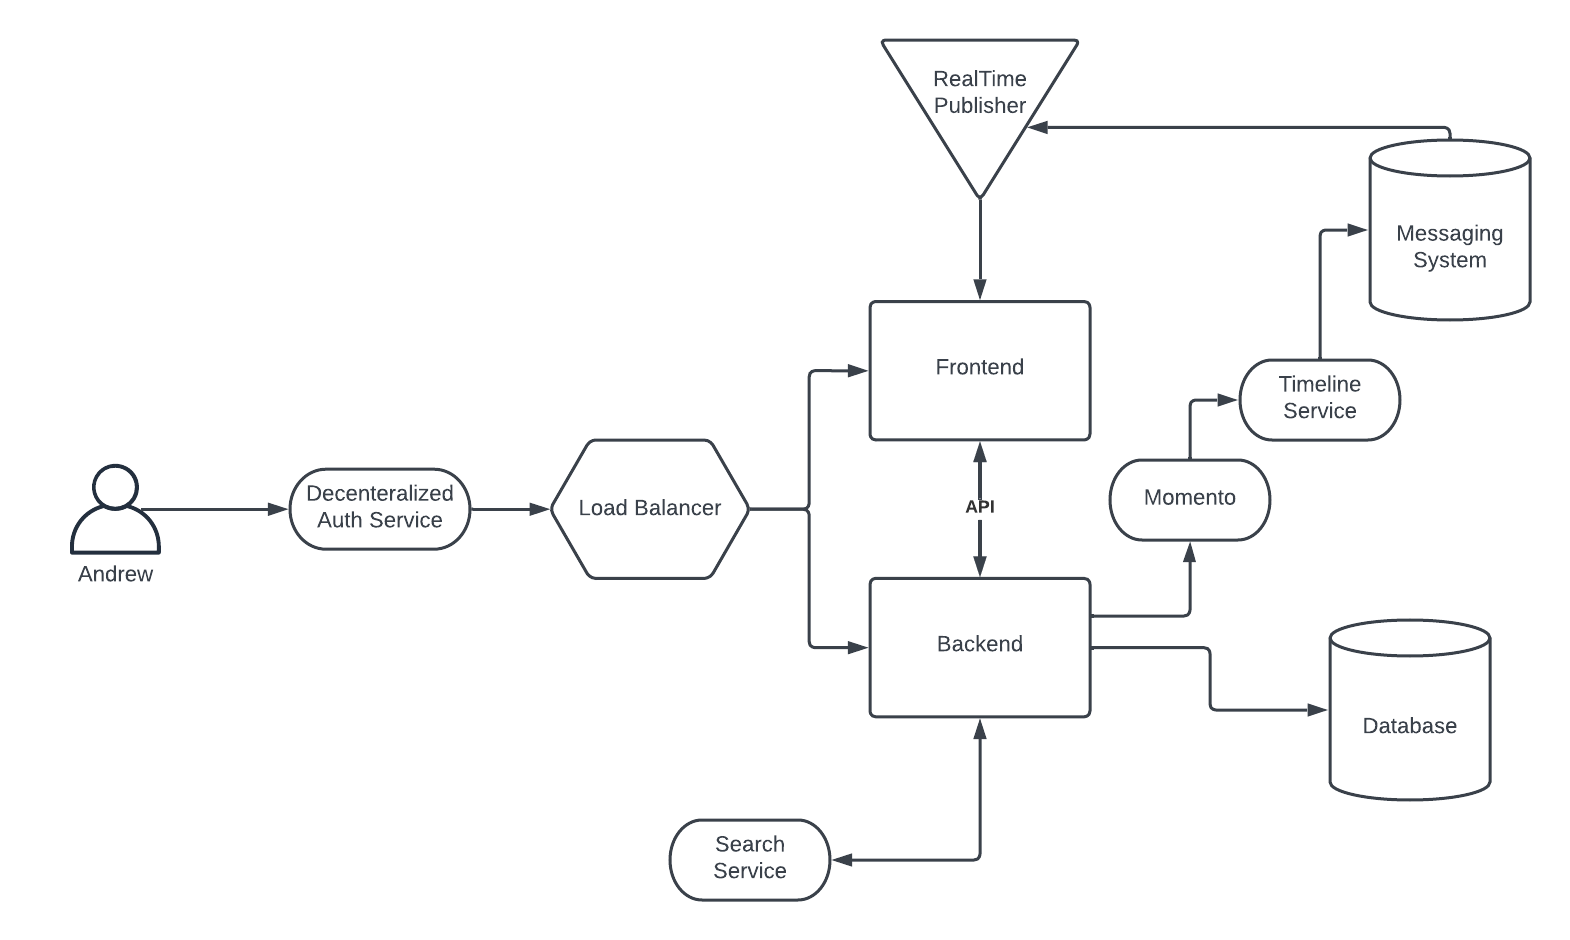 RealTime
Publisher
Messaging
System
Frontend
Timeline
Service
Decenteralized
Auth Service
Load Balancer
API
Momento
Andrew
Backend
Database
Search
Service